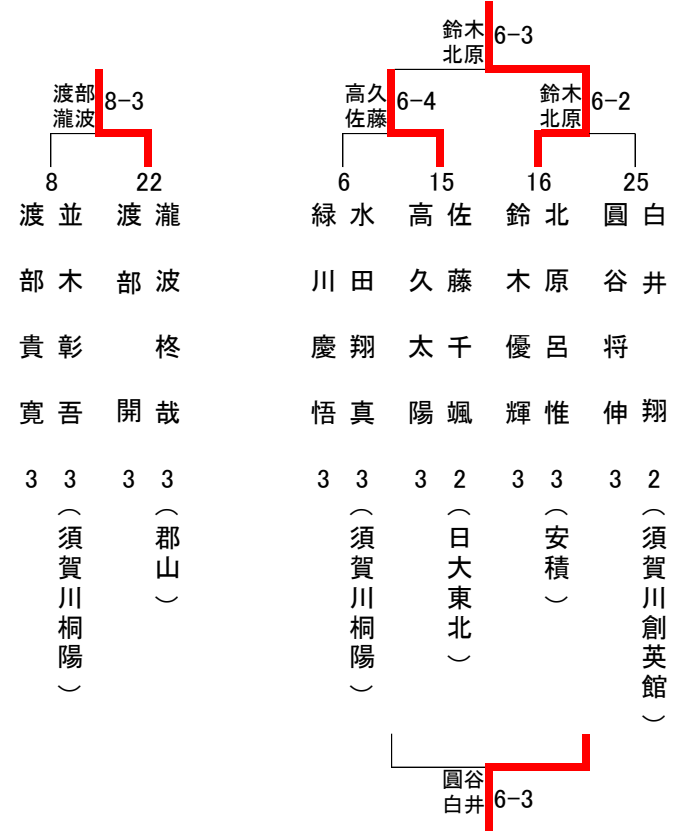 鈴木
北原
6-3
渡部
瀧波
8-3
高久
佐藤
6-4
鈴木
北原
6-2
8
22
6
15
16
25
渡部貴寛
3
並木彰吾
3
（須賀川桐陽）
渡部開
3
瀧波柊哉
3
（郡山）
緑川慶悟
3
水田翔真
3
（須賀川桐陽）
高久太陽
3
佐藤千颯
2
（日大東北）
鈴木優輝
3
北原呂惟
3
（安積）
圓谷将伸
3
白井翔
2
（須賀川創英館）
圓谷
白井
6-3